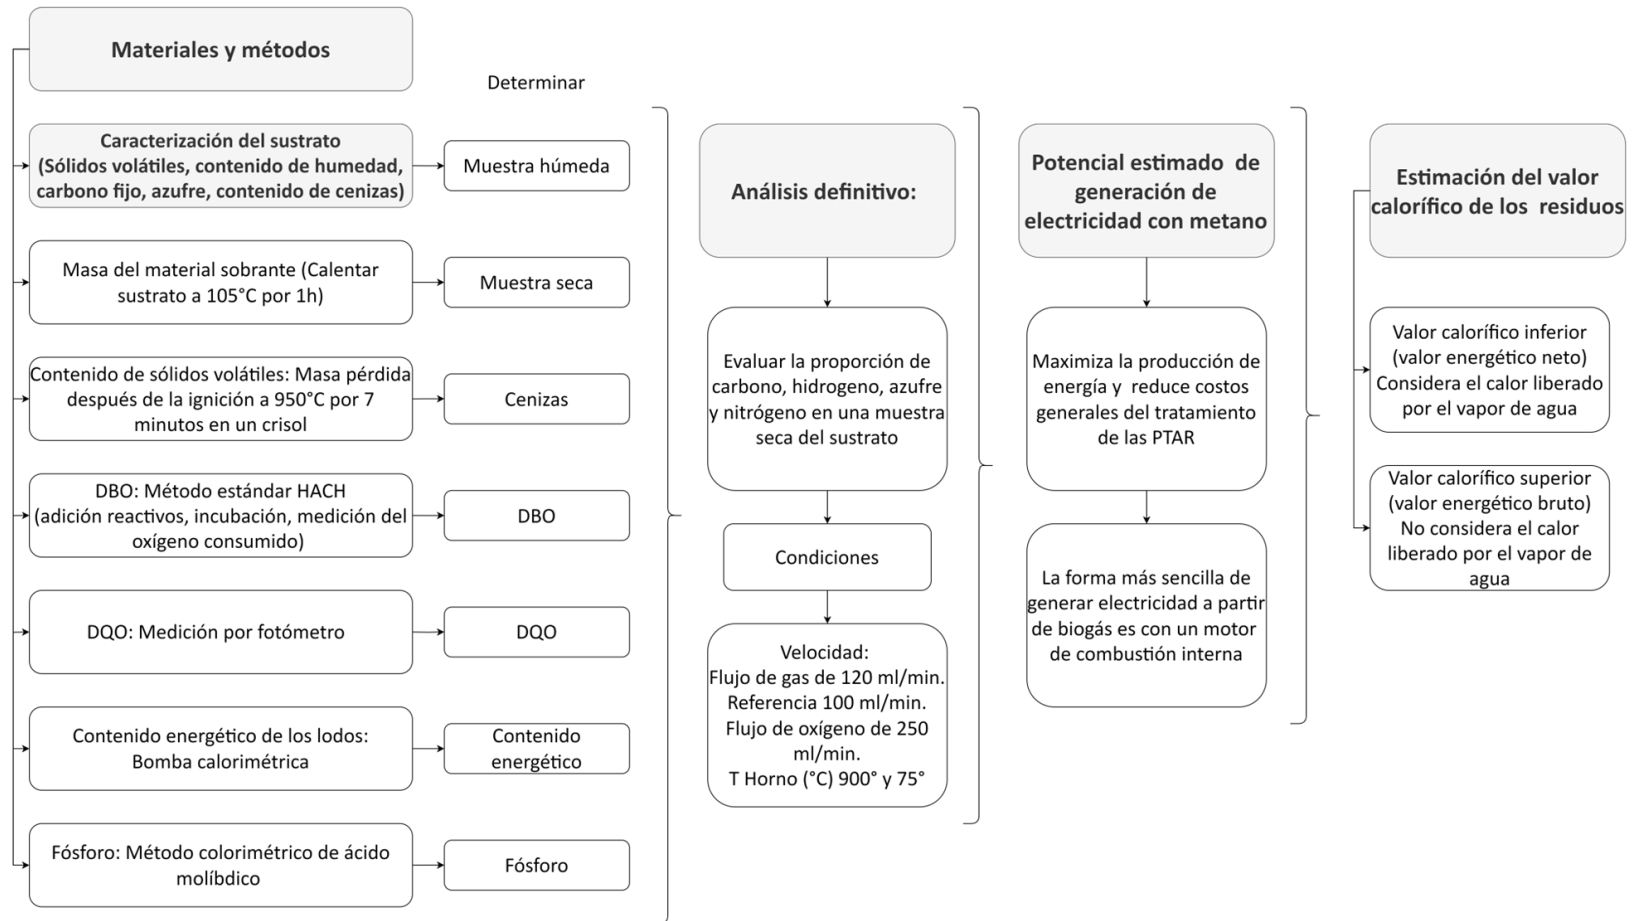 Materiales y métodos
Determinar
Caracterización del sustrato
(Sólidos volátiles, contenido de humedad,
carbono fijo, azufre, contenido de cenizas)
Muestra húmeda
Masa del material sobrante (Calentar
sustrato a 105°C por 1h)
Muestra seca
Contenido de sólidos volátiles: Masa pérdida
después de la ignición a 950°C por 7
minutos en un crisol
Cenizas
DBO: Método estándar HACH
(adición reactivos, incubación, medición del
oxígeno consumido)
DBO
DQO: Medición por fotómetro
DQO
Contenido energético de los lodos:
Bomba calorimétrica
Contenido
energético
Fósforo: Método colorimétrico de ácido
molíbdico
Fósforo
Análisis definitivo:
Evaluar la proporción de
carbono, hidrogeno, azufre
y nitrógeno en una muestra
seca del sustrato
Condiciones
Velocidad:
Flujo de gas de 120 ml/min.
Referencia 100 ml/min.
Flujo de oxígeno de 250
ml/min.
T Horno (°C) 900° y 75°
Potencial estimado de
generación de
electricidad con metano
Maximiza la producción de
energía y reduce costos
generales del tratamiento
de las PTAR
La forma más sencilla de
generar electricidad a partir
de biogás es con un motor
de combustión interna
Estimación del valor
calorífico de los residuos
Valor calorífico inferior
(valor energético neto)
Considera el calor liberado
por el vapor de agua
Valor calorífico superior
(valor energético bruto)
No considera el calor
liberado por el vapor de
agua